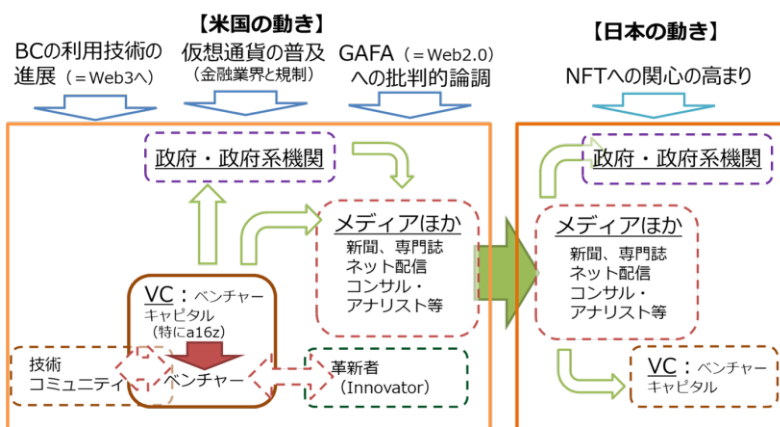 【米国の動き】
BCの利用技術の
進展(=Web3へ)
仮想通貨の普及
(金融業界と規制)
GAFA(=Web2.0)
への批判的論調
政府・政府系機関
メディアほか
新聞、専門誌
ネット配信
コンサル・
アナリスト等
VC:ベンチャー
キャピタル
(特にa16z)
ベンチャー
技術
コミュニティ
革新者
(Innovator)
【日本の動き】
NFTへの関心の高まり
政府・政府系機関
メディアほか
新聞、専門誌
ネット配信
コンサル・
アナリスト等
VC:ベンチャー
キャピタル